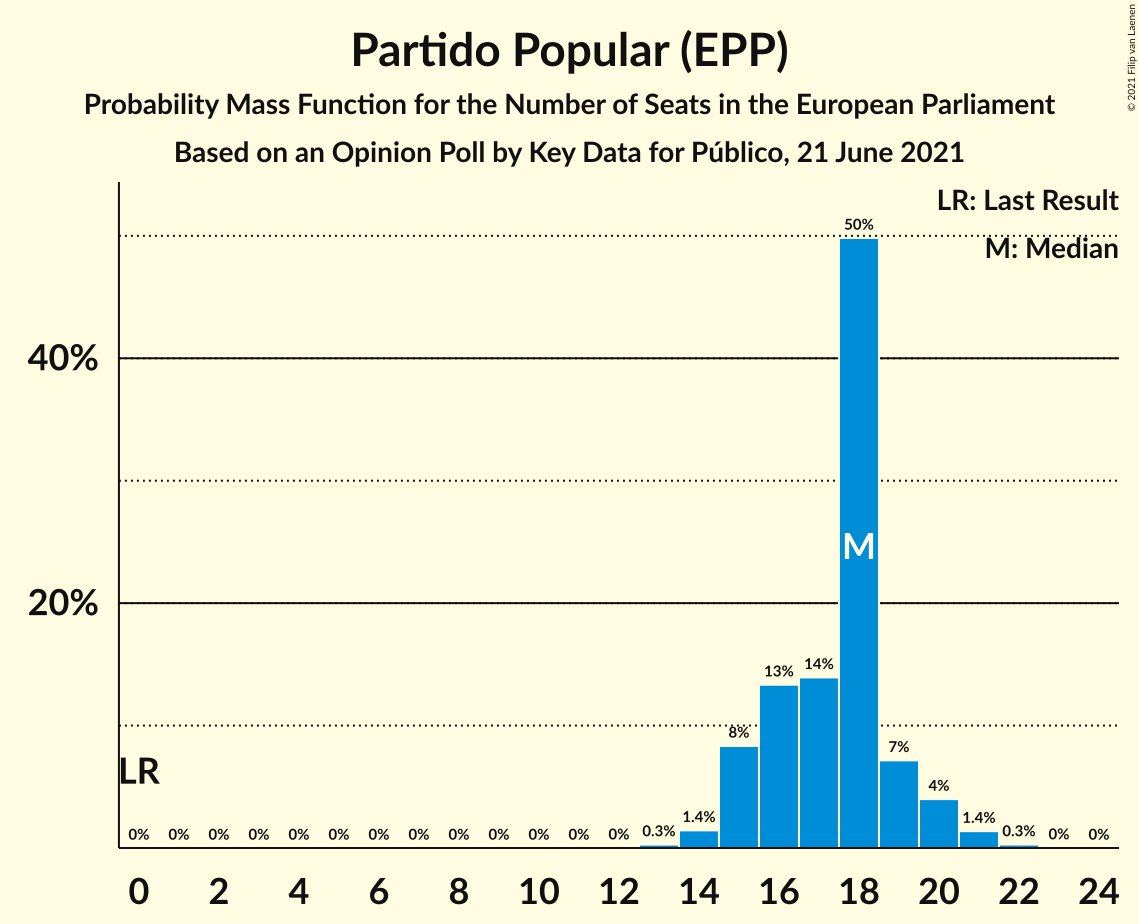 Partido Popular (EPP)
Probability Mass Function for the Number of Seats in the European Parliament
Based on an Opinion Poll by Key Data for Público, 21 June 2021
© 2021 Filip van Laenen
LR: Last Result
M: Median
50%
40%
M
20%
13%
14%
8%
7%
LR
4%
0% 0% 0% 0% 0% 0% 0% 0% 0% 0% 0% 0% 0% 0.3% 1.4% 1.4% 0.3% 0% 0%
0 2 4 6 8 10 12 14 16 18 20 22 24